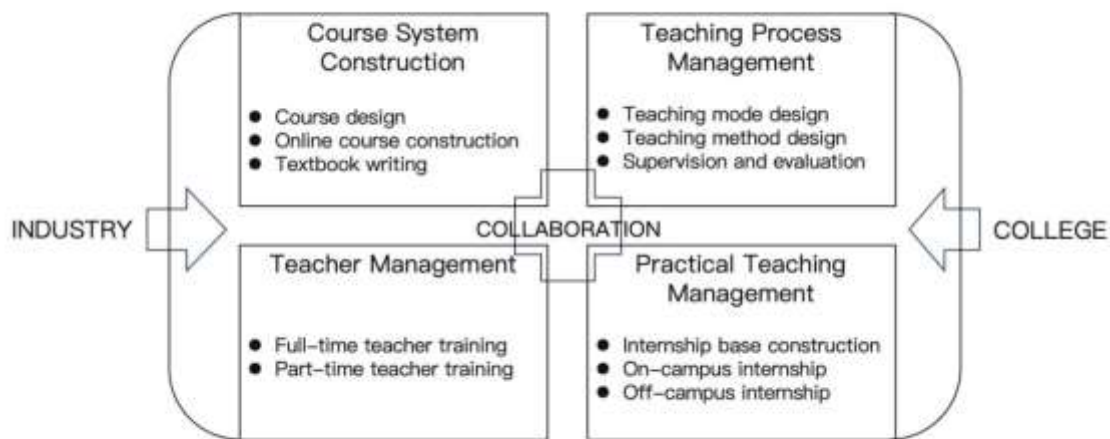 Course System
Construction
● Course design
● Online course construction
● Textbook writing
Teaching Process
Management
● Teaching mode design
● Teaching method design
● Supervision and evaluation
INDUSTRY
COLLABORATION
COLLEGE
Teacher Management
● Full-time teacher training
● Part-time teacher training
Practical Teaching
Management
● Internship base construction
● On-campus internship
● Off-campus internship